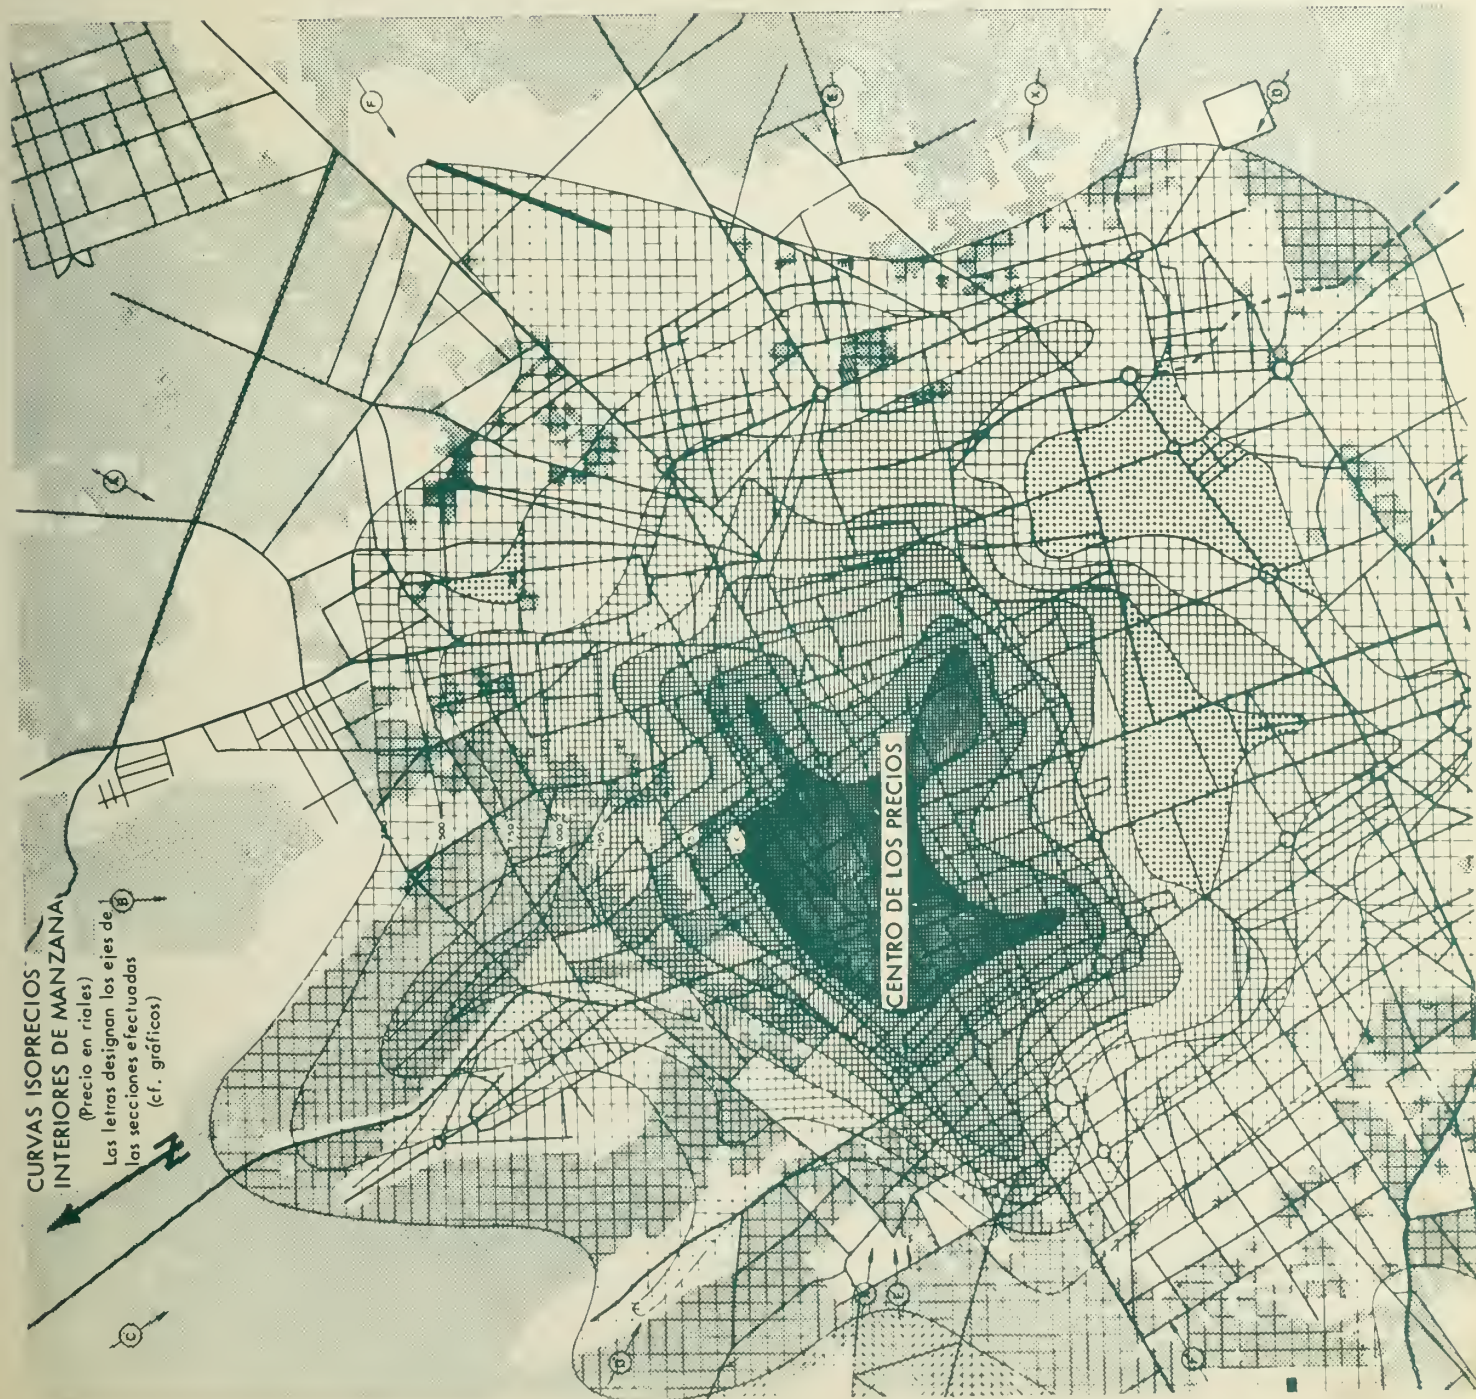 CURVAS ISOPRECIOS
INTERIORES DE MANZANA
(Precio en riales)
Las letras designan los ejes de
las secciones efectuadas
(cf. gráficos)
N
CENTRO DE LOS PRECIOS
F
E
X
D
B
C
D
E
F
500